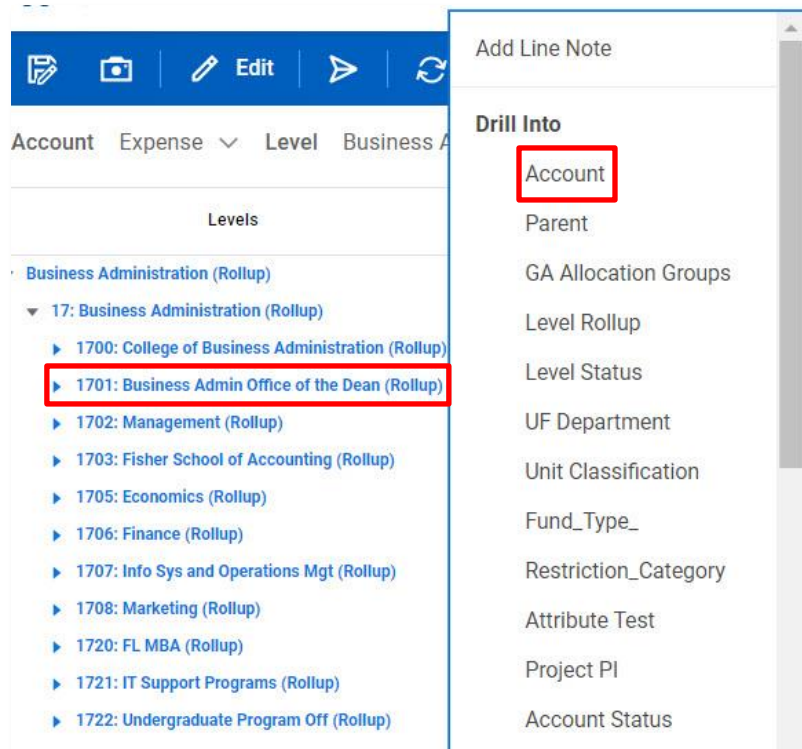 Edit
Account Expense Level Business A
Levels
Business Administration (Rollup)
17: Business Administration (Rollup)
1700: College of Business Administration (Rollup)
1701: Business Admin Office of the Dean (Rollup)
1702: Management (Rollup)
1703: Fisher School of Accounting (Rollup)
1705: Economics (Rollup)
1706: Finance (Rollup)
1707: Info Sys and Operations Mgt (Rollup)
1708: Marketing (Rollup)
1720: FL MBA (Rollup)
1721: IT Support Programs (Rollup)
1722: Undergraduate Program Off (Rollup)
Add Line Note
Drill Into
Account
Parent
GA Allocation Groups
Level Rollup
Level Status
UF Department
Unit Classification
Fund_Type_
Restriction_Category
Attribute Test
Project PI
Account Status